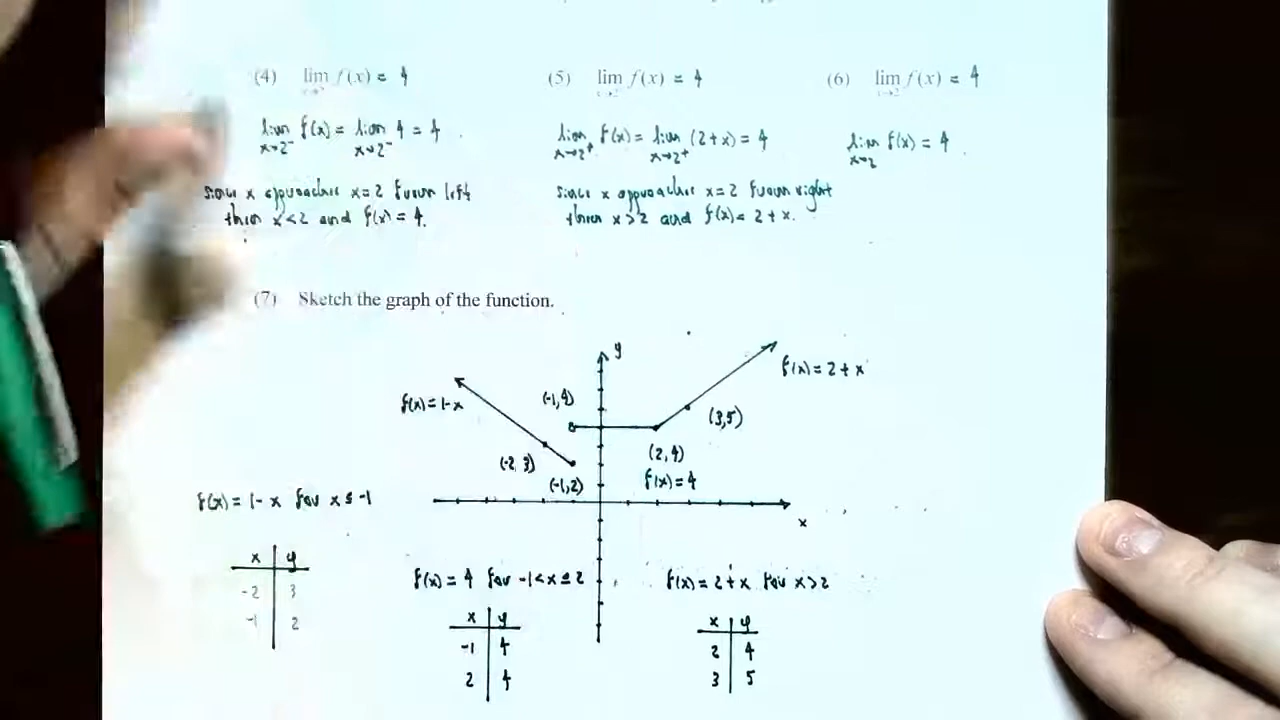 (4) lim f(x) = 4
(5) lim f(x) = 4
(6) lim f(x) = 4
lim f(x) = lim 4 = 4
x→2⁻ x→2⁻
lim f(x) = lim (2+x) = 4
x→2⁺ x→2⁺
lim f(x) = 4
x→2
since x approaches x=2 from left
then x<2 and f(x) = 4.
since x approaches x=2 from right
then x>2 and f(x) = 2+x.
(7) Sketch the graph of the function.
y
f(x) = 2+x
f(x) = 1-x
(-1,4)
(3,5)
(2,4)
(-2,3)
(-1,2)
f(x) = 4
x
f(x) = 1-x for x≤-1
x y
-2 3
-1 2
f(x) = 4 for -1<x≤2
x y
-1 4
2 4
f(x) = 2+x for x>2
x y
2 4
3 5